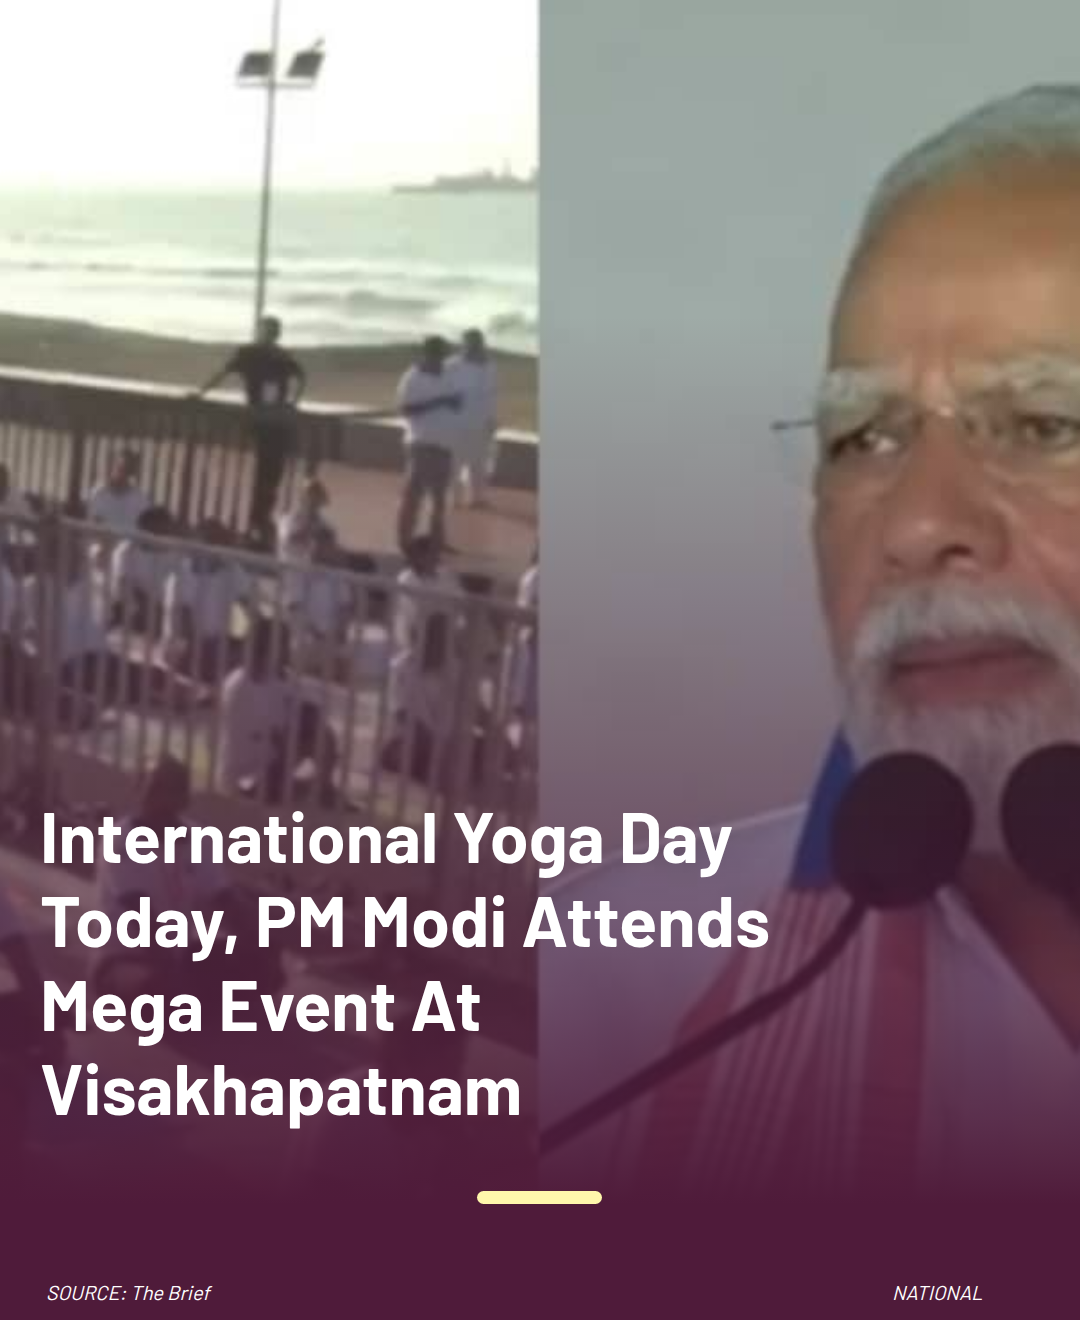 International Yoga Day
Today, PM Modi Attends
Mega Event At
Visakhapatnam
SOURCE: The Brief
NATIONAL